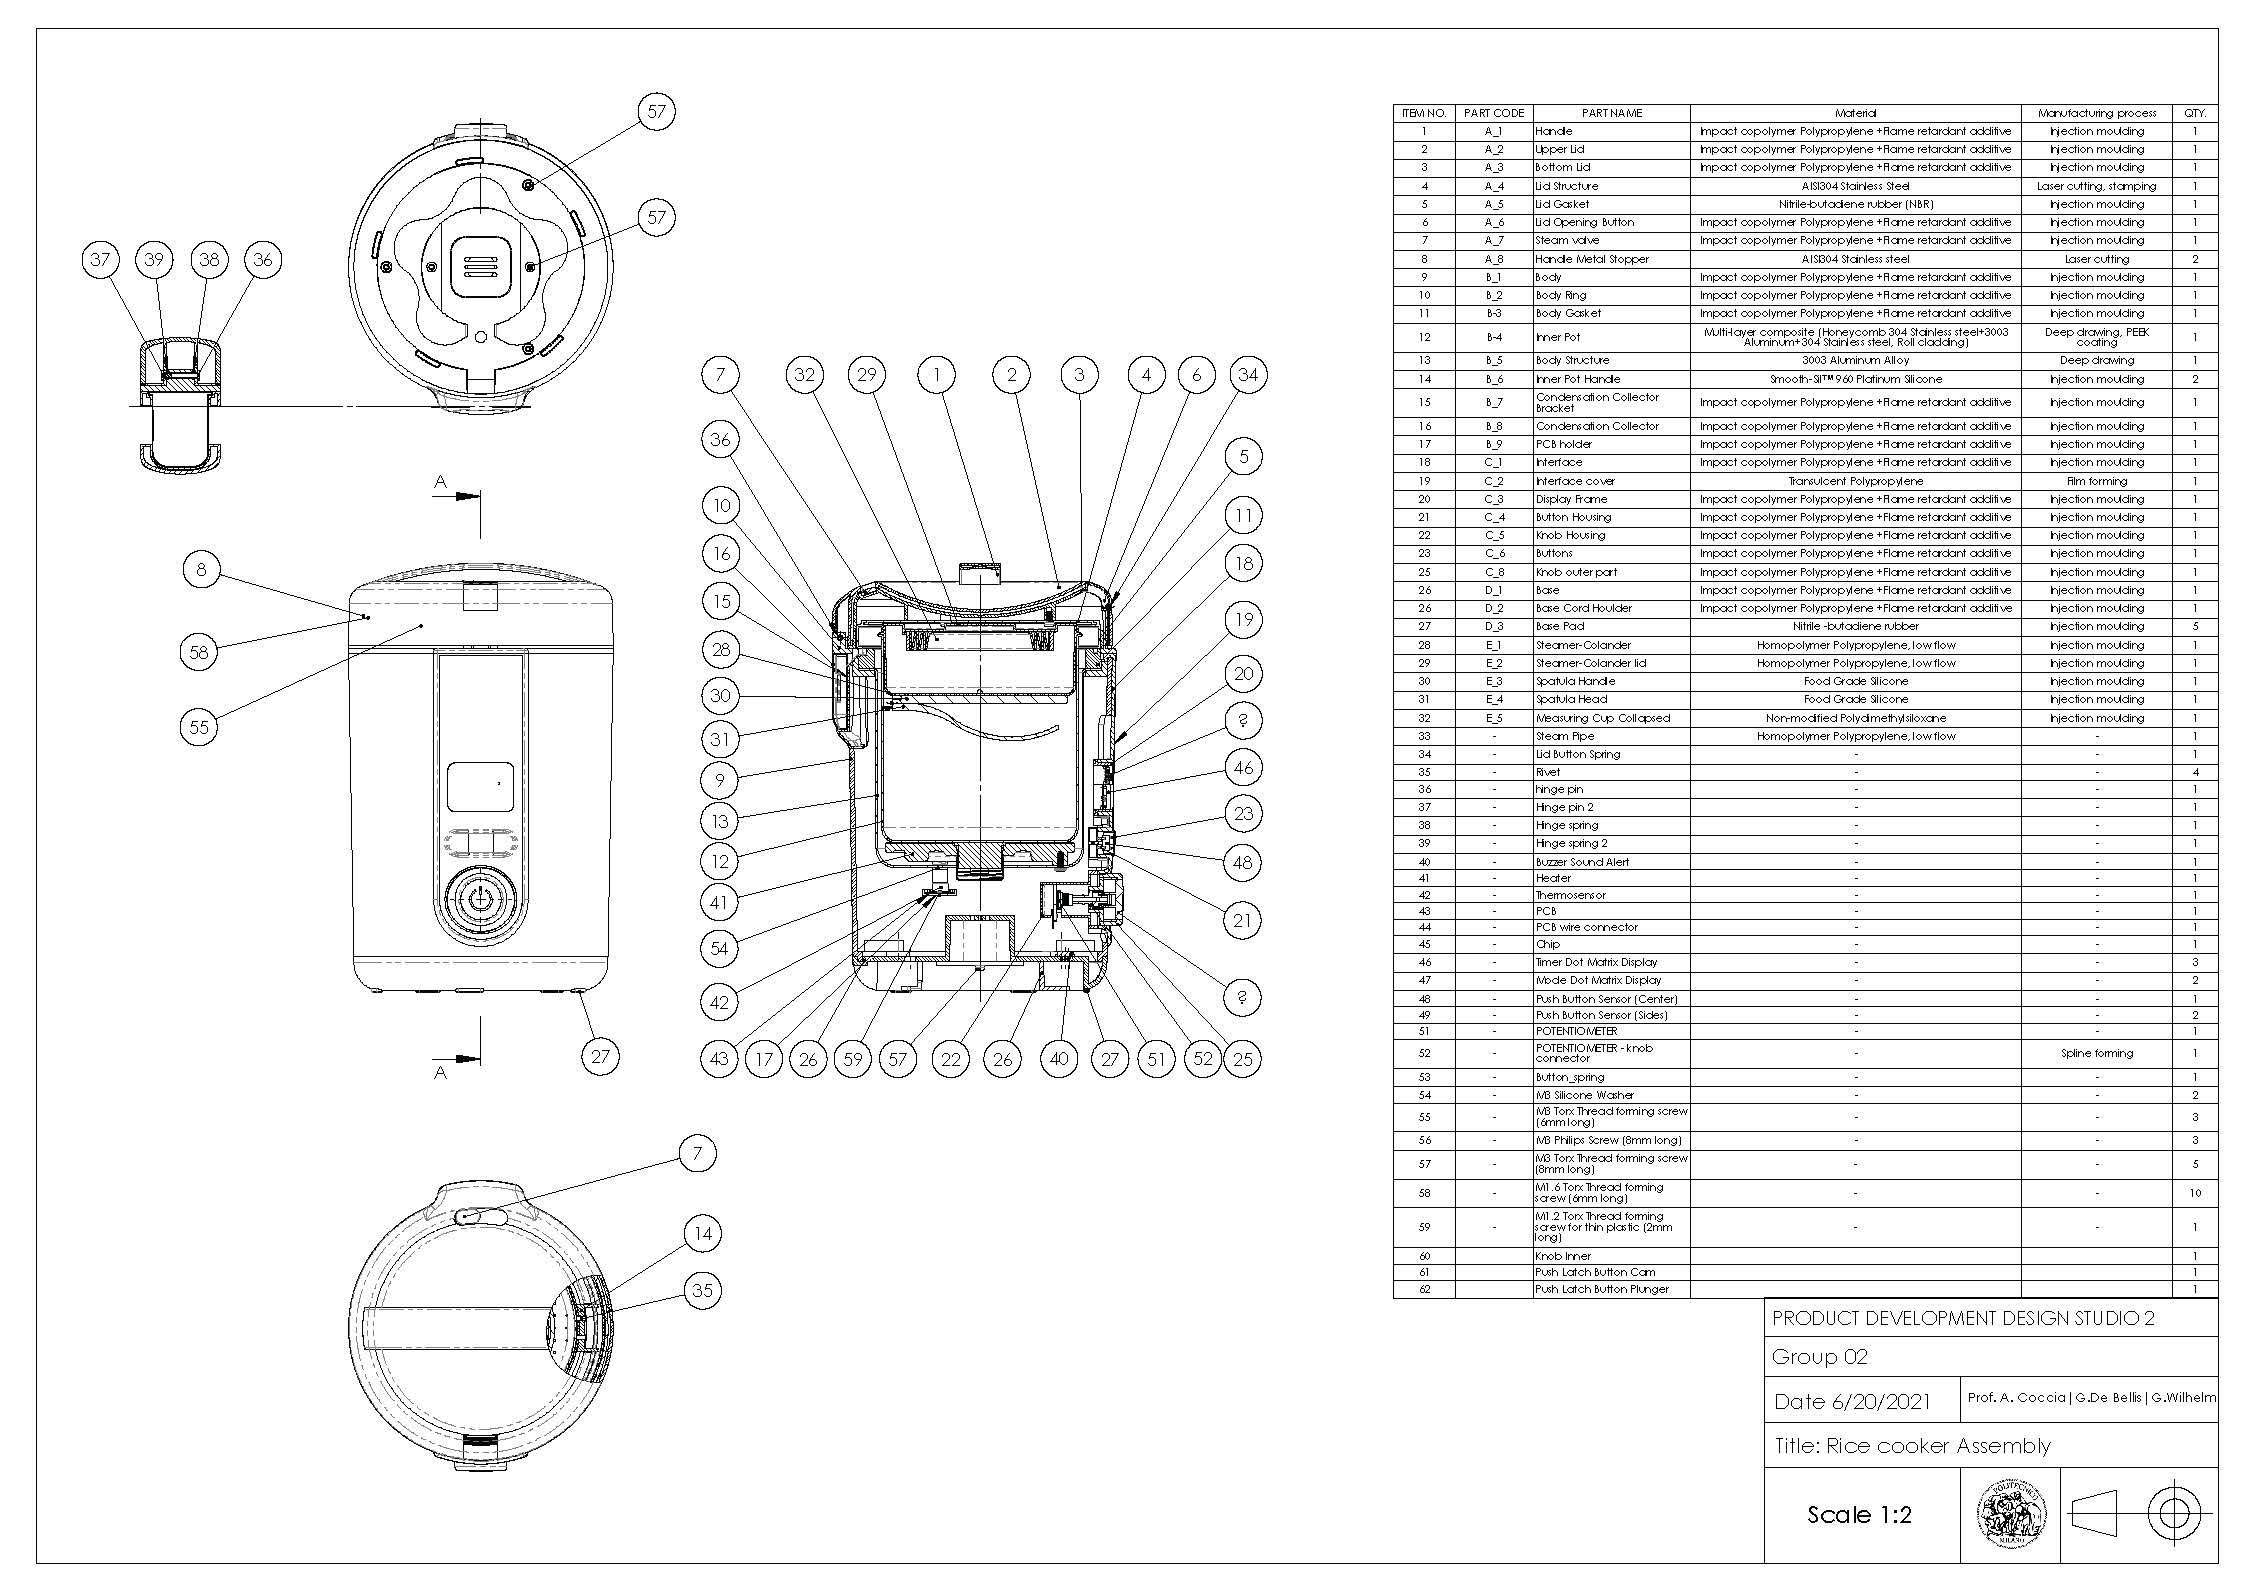 57
57
37 39 38 36
7 32 29 1 2 3 4 6 34
36
5
10
11
16
18
15
19
28
20
30
?
31
9
46
13
23
12
48
41
21
54
42
?
43 17 26 59 57 22 26 40 27 51 52 25
A
8
58
55
27
A
7
14
35
ITEM NO. PART CODE PART NAME Material Manufacturing process QTY.
1 A_1 Handle Impact copolymer Polypropylene +Flame retardant additive Injection moulding 1
2 A_2 Upper Lid Impact copolymer Polypropylene +Flame retardant additive Injection moulding 1
3 A_3 Bottom Lid Impact copolymer Polypropylene +Flame retardant additive Injection moulding 1
4 A_4 Lid Structure AISI304 Stainless Steel Laser cutting, stamping 1
5 A_5 Lid Gasket Nitrile-butadiene rubber (NBR) Injection moulding 1
6 A_6 Lid Opening Button Impact copolymer Polypropylene +Flame retardant additive Injection moulding 1
7 A_7 Steam valve Impact copolymer Polypropylene +Flame retardant additive Injection moulding 1
8 A_8 Handle Metal Stopper AISI304 Stainless steel Laser cutting 2
9 B_1 Body Impact copolymer Polypropylene +Flame retardant additive Injection moulding 1
10 B_2 Body Ring Impact copolymer Polypropylene +Flame retardant additive Injection moulding 1
11 B-3 Body Gasket Impact copolymer Polypropylene +Flame retardant additive Injection moulding 1
12 B-4 Inner Pot Multi-layer composite (Honeycomb 304 Stainless steel+3003 Aluminum+304 Stainless steel, Roll cladding) Deep drawing, PEEK coating 1
13 B_5 Body Structure 3003 Aluminum Alloy Deep drawing 1
14 B_6 Inner Pot Handle Smooth-Sil™ 960 Platinum Silicone Injection moulding 2
15 B_7 Condensation Collector Bracket Impact copolymer Polypropylene +Flame retardant additive Injection moulding 1
16 B_8 Condensation Collector Impact copolymer Polypropylene +Flame retardant additive Injection moulding 1
17 B_9 PCB holder Impact copolymer Polypropylene +Flame retardant additive Injection moulding 1
18 C_1 Interface Impact copolymer Polypropylene +Flame retardant additive Injection moulding 1
19 C_2 Interface cover Transulcent Polypropylene Film forming 1
20 C_3 Display Frame Impact copolymer Polypropylene +Flame retardant additive Injection moulding 1
21 C_4 Button Housing Impact copolymer Polypropylene +Flame retardant additive Injection moulding 1
22 C_5 Knob Housing Impact copolymer Polypropylene +Flame retardant additive Injection moulding 1
23 C_6 Buttons Impact copolymer Polypropylene +Flame retardant additive Injection moulding 1
25 C_8 Knob outer part Impact copolymer Polypropylene +Flame retardant additive Injection moulding 1
26 D_1 Base Impact copolymer Polypropylene +Flame retardant additive Injection moulding 1
26 D_2 Base Cord Houlder Impact copolymer Polypropylene +Flame retardant additive Injection moulding 1
27 D_3 Base Pad Nitrile -butadiene rubber Injection moulding 5
28 E_1 Steamer-Colander Homopolymer Polypropylene, low flow Injection moulding 1
29 E_2 Steamer-Colander lid Homopolymer Polypropylene, low flow Injection moulding 1
30 E_3 Spatula Handle Food Grade Silicone Injection moulding 1
31 E_4 Spatula Head Food Grade Silicone Injection moulding 1
32 E_5 Measuring Cup Collapsed Non-modified Polydimethylsiloxane Injection moulding 1
33 - Steam Pipe Homopolymer Polypropylene, low flow - 1
34 - Lid Button Spring - - 1
35 - Rivet - - 4
36 - hinge pin - - 1
37 - Hinge pin 2 - - 1
38 - Hinge spring - - 1
39 - Hinge spring 2 - - 1
40 - Buzzer Sound Alert - - 1
41 - Heater - - 1
42 - Thermosensor - - 1
43 - PCB - - 1
44 - PCB wire connector - - 1
45 - Chip - - 1
46 - Timer Dot Matrix Display - - 3
47 - Mode Dot Matrix Display - - 2
48 - Push Button Sensor (Center) - - 1
49 - Push Button Sensor (Sides) - - 2
51 - POTENTIOMETER - - 1
52 - POTENTIOMETER - knob connector - Spline forming 1
53 - Button_spring - - 1
54 - M3 Silicone Washer - - 2
55 - M3 Torx Thread forming screw (6mm long) - - 3
56 - M3 Philips Screw (8mm long) - - 3
57 - M3 Torx Thread forming screw (8mm long) - - 5
58 - M1.6 Torx Thread forming screw (6mm long) - - 10
59 - M1.2 Torx Thread forming screw for thin plastic (2mm long) - - 1
60 Knob Inner 1
61 Push Latch Button Cam 1
62 Push Latch Button Plunger 1
PRODUCT DEVELOPMENT DESIGN STUDIO 2
Group 02
Date 6/20/2021 Prof. A. Coccia | G.De Bellis | G.Wilhelm
Title: Rice cooker Assembly
Scale 1:2
POLITECNICO
MILANO